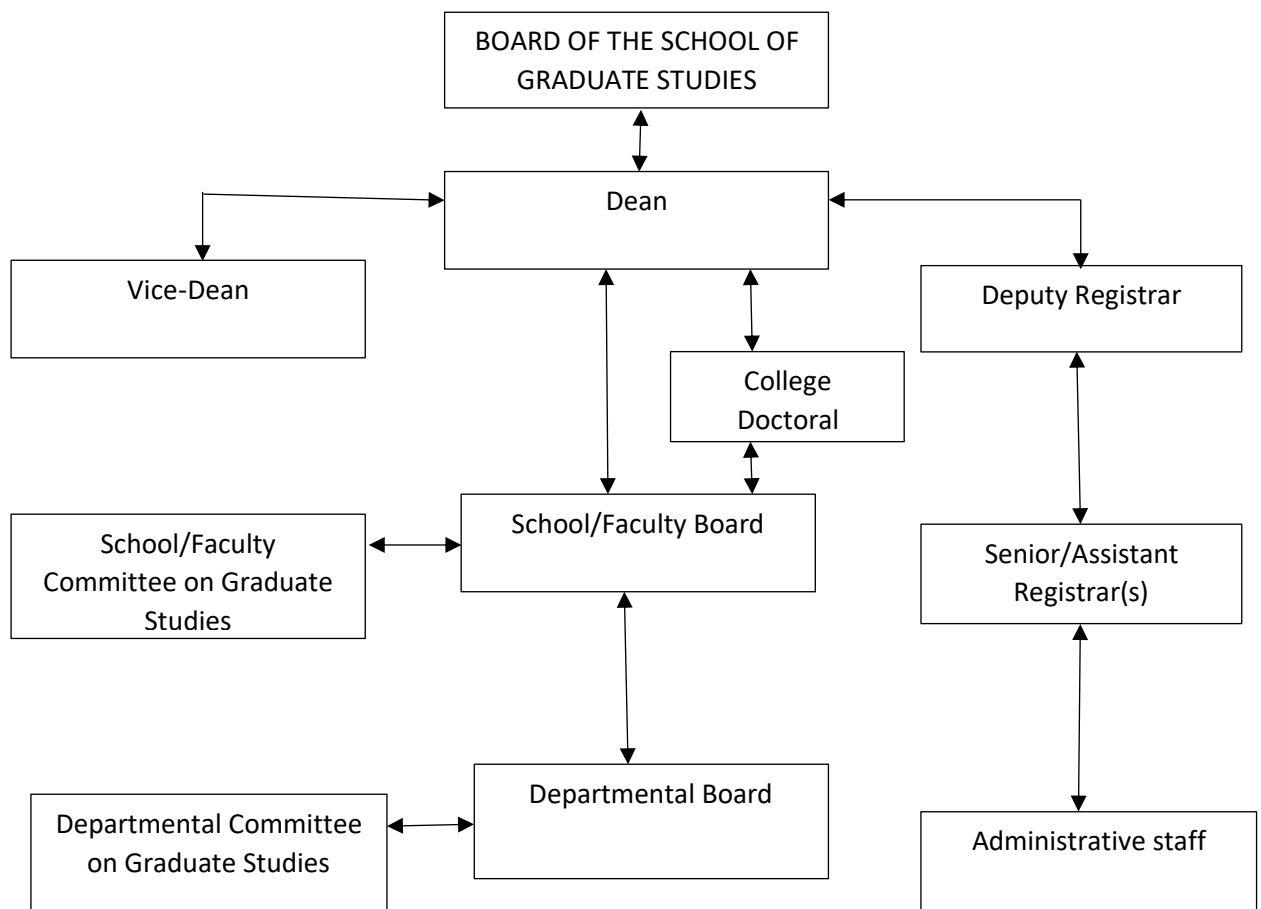 BOARD OF THE SCHOOL OF
GRADUATE STUDIES
Dean
Vice-Dean
Deputy Registrar
College
Doctoral
School/Faculty
Committee on Graduate
Studies
School/Faculty Board
Senior/Assistant
Registrar(s)
Departmental Committee
on Graduate Studies
Departmental Board
Administrative staff